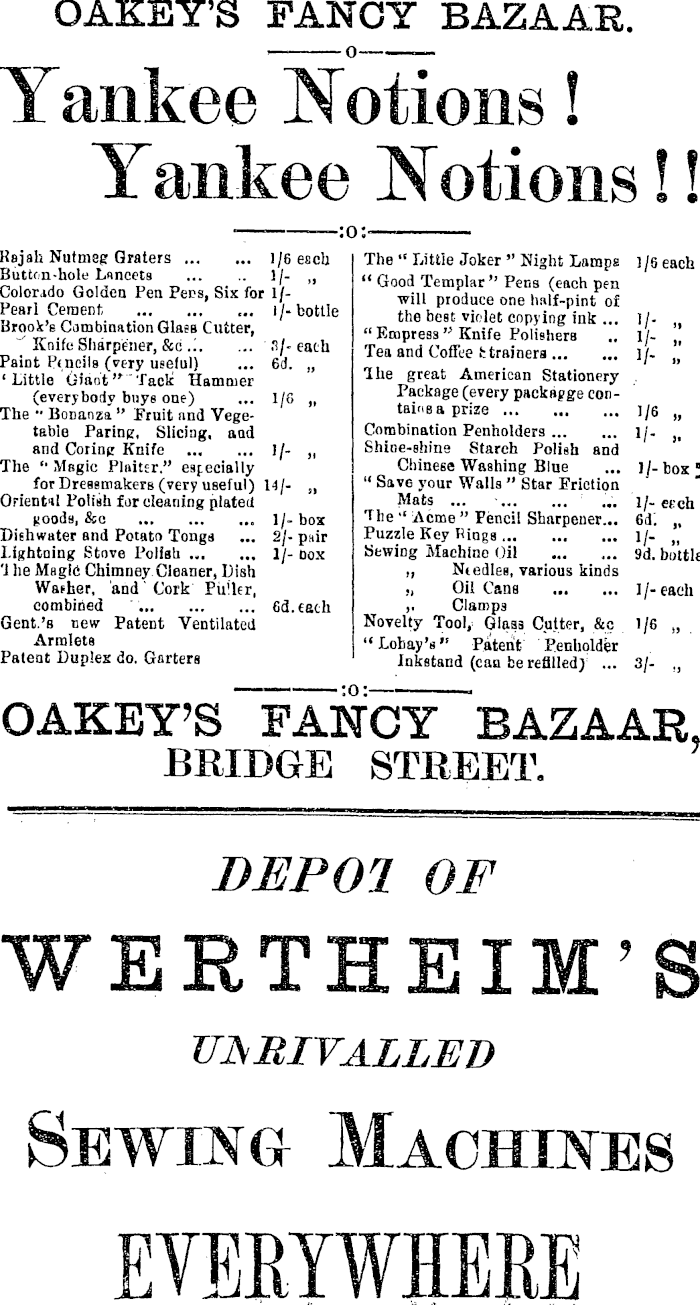 OAKEY'S FANCY BAZAAR.
Yankee Notions!
Yankee Notions!!
Rajah Nutmeg Graters ... ... 1/6 each
Button-hole Lancets ... .. 1/- „
Colorado Golden Pen Pens, Six for 1/-
Pearl Cement ... ... ... 1/- bottle
Brook's Combination Glass Cutter,
Knife Sharpener, &c ... ... 3/- each
Paint Pencils (very useful) ... 6d. „
'Little Giant" Tack Hammer
(everybody buys one) ... 1/6 „
The "Bonanza" Fruit and Vege-
table Paring, Slicing, and
and Coring Knife ... ... 1/- „
The "Magic Plaiter." especially
for Dressmakers (very useful) 14/- „
Oriental Polish for cleaning plated
goods, &c ... ... ... 1/- box
Dishwater and Potato Tongs ... 2/- pair
Lightning Stove Polish ... ... 1/- box
The Magic Chimney Cleaner, Dish
Washer, and Cork Puller,
combined ... ... ... 6d. each
Gent.'s new Patent Ventilated
Armlets
Patent Duplex do. Garters
The "Little Joker" Night Lamps 1/6 each
"Good Templar" Pens (each pen
will produce one half-pint of
the best violet copying ink ... 1/- „
"Empress" Knife Polishers .. 1/- „
Tea and Coffee Strainers ... ... 1/- „
The great American Stationery
Package (every packagge con-
tains a prize ... ... ... 1/6 „
Combination Penholders ... ... 1/- „
Shine-shine Starch Polish and
Chinese Washing Blue ... 1/- box
"Save your Walls" Star Friction
Mats ... ... ... ... 1/- each
The "Acme" Pencil Sharpener... 6d. „
Puzzle Key Rings ... ... ... 1/- „
Sewing Machine Oil ... ... 9d. bottle
„ Needles, various kinds
„ Oil Cans ... ... 1/- each
„ Clamps
Novelty Tool, Glass Cutter, &c 1/6 „
"Lobay's" Patent Penholder
Inkstand (can be refilled) ... 3/- „
OAKEY'S FANCY BAZAAR,
BRIDGE STREET.
DEPOT OF
WERTHEIM'S
UNRIVALLED
SEWING MACHINES
EVERYWHERE